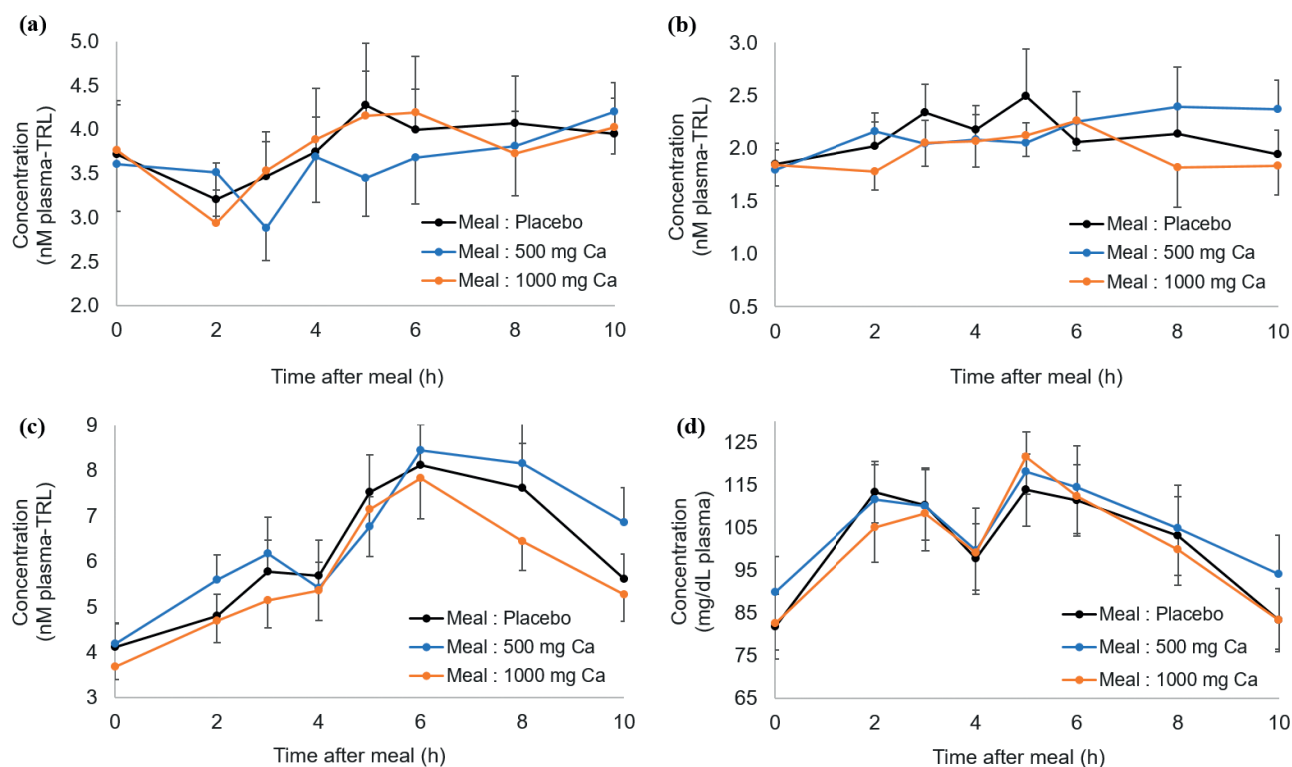 (a)
Concentration
(nM plasma-TRL)
5.0
4.5
4.0
3.5
3.0
2.5
2.0
0 2 4 6 8 10
Time after meal (h)
Meal : Placebo
Meal : 500 mg Ca
Meal : 1000 mg Ca
(b)
Concentration
(nM plasma-TRL)
3.0
2.5
2.0
1.5
1.0
0.5
0 2 4 6 8 10
Time after meal (h)
Meal : Placebo
Meal : 500 mg Ca
Meal : 1000 mg Ca
(c)
Concentration
(nM plasma-TRL)
9
8
7
6
5
4
3
0 2 4 6 8 10
Time after meal (h)
Meal : Placebo
Meal : 500 mg Ca
Meal : 1000 mg Ca
(d)
Concentration
(mg/dL plasma)
125
115
105
95
85
75
65
0 2 4 6 8 10
Time after meal (h)
Meal : Placebo
Meal : 500 mg Ca
Meal : 1000 mg Ca